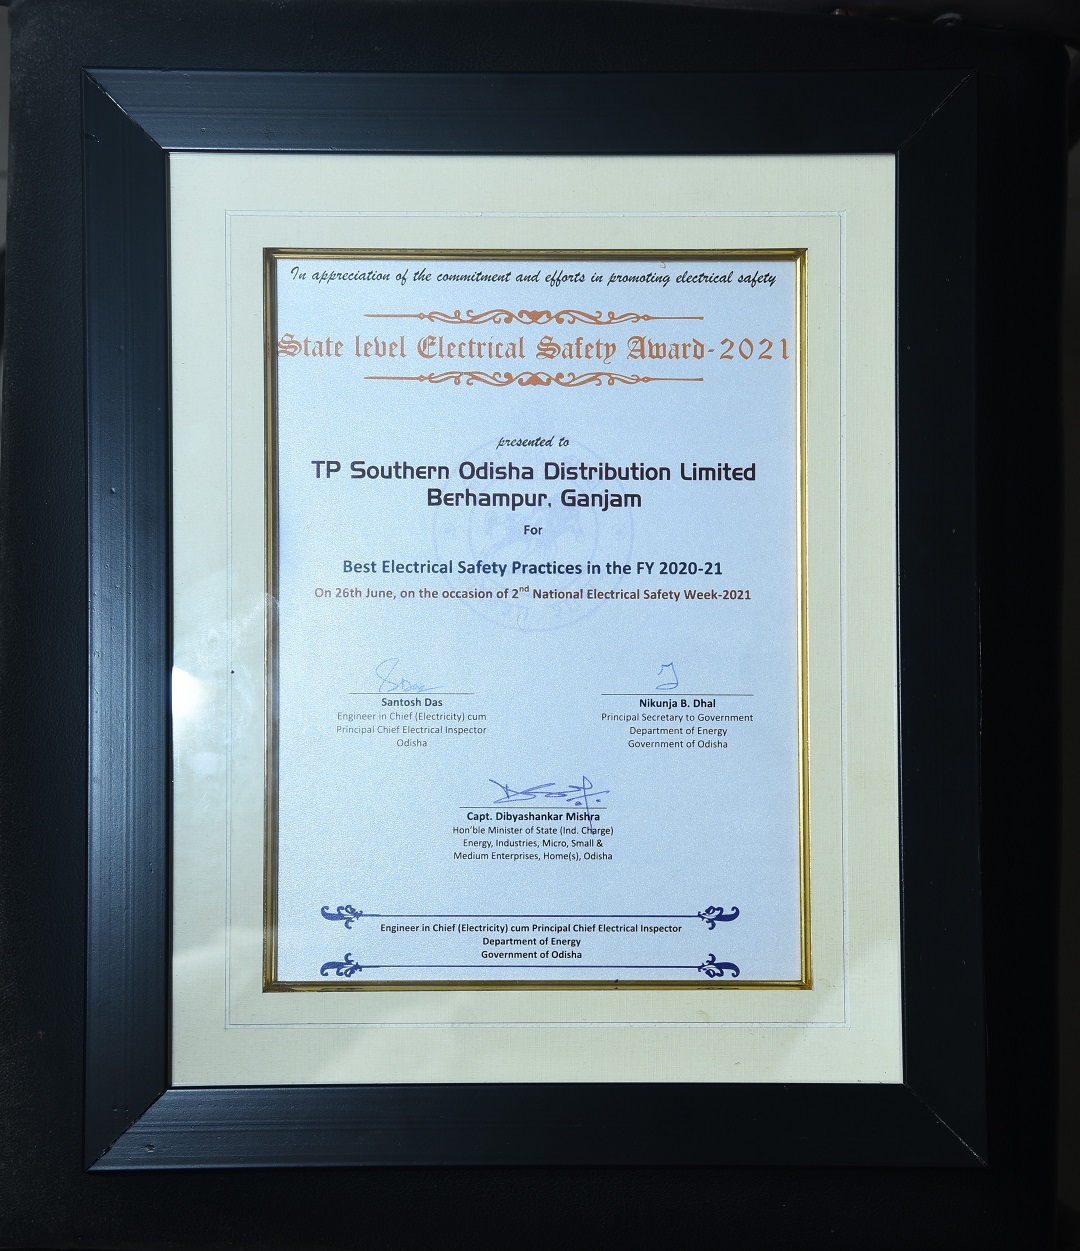 In appreciation of the commitment and efforts in promoting electrical safety
State level Electrical Safety Award-2021
presented to
TP Southern Odisha Distribution Limited
Berhampur, Ganjam
For
Best Electrical Safety Practices in the FY 2020-21
On 26th June, on the occasion of 2nd National Electrical Safety Week-2021
Santosh Das
Engineer in Chief (Electricity) cum
Principal Chief Electrical Inspector
Odisha
Nikunja B. Dhal
Principal Secretary to Government
Department of Energy
Government of Odisha
Capt. Dibyashankar Mishra
Hon'ble Minister of State (Ind. Charge)
Energy, Industries, Micro, Small &
Medium Enterprises, Home(s), Odisha
Engineer in Chief (Electricity) cum Principal Chief Electrical Inspector
Department of Energy
Government of Odisha